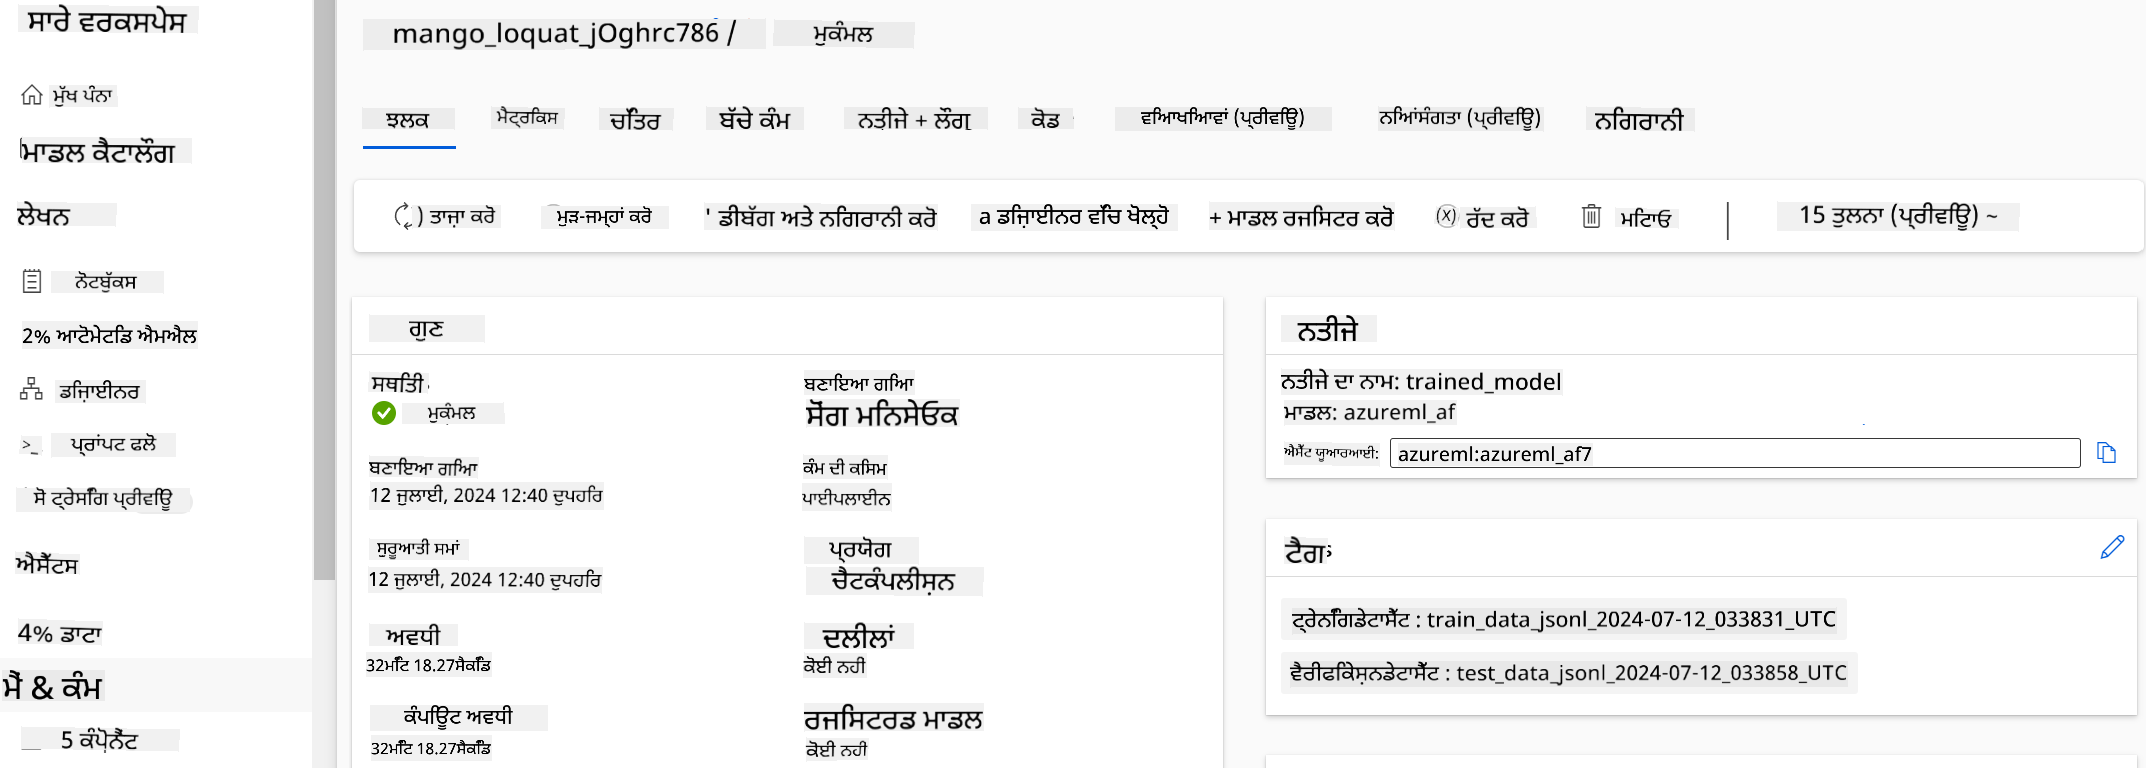 ਸਾਰੇ ਵਰਕਸਪੇਸ
ਮੁੱਖ ਪੰਨਾ
ਮਾਡਲ ਕੈਟਾਲੌਗ
ਲੇਖਨ
ਨੋਟਬੁੱਕਸ
2% ਆਟੋਮੇਟਡਿ ਐਮਐਲ
ਡਜ਼ਿਾਈਨਰ
>_ ਪ੍ਰਾਂਪਟ ਫਲੋ
ਸੋ ਟ੍ਰੇਸੰਗਿ ਪ੍ਰੀਵਊਿ
ਐਸੈਂਟਸ
4% ਡਾਟਾ
ਮੈਂ & ਕੰਮ
5 ਕੰਪੋਨੈਂਟ
mango_loquat_jOghrc786 / ਮੁਕੰਮਲ
ਝਲਕ ਮੈਟ੍ਰਕਿਸ ਚੱਤਿਰ ਬੱਚੇ ਕੰਮ ਨਤੀਜੇ + ਲੌਗ ਕੋਡ ਵਆਿਖਆਿਵਾਂ (ਪ੍ਰੀਵਊਿ) ਨਆਿਂਸੰਗਤਾ (ਪ੍ਰੀਵਊਿ) ਨਗਿਰਾਨੀ
) ਤਾਜ਼ਾ ਕਰੋ ਮੁੜ-ਜਮ੍ਹਾਂ ਕਰੋ ' ਡੀਬੱਗ ਅਤੇ ਨਗਿਰਾਨੀ ਕਰੋ a ਡਜ਼ਿਾਈਨਰ ਵੱਚਿ ਖੋਲ੍ਹੋ + ਮਾਡਲ ਰਜਸਿਟਰ ਕਰੋ (x) ਰੱਦ ਕਰੋ ਮਟਿਾਓ 15 ਤੁਲਨਾ (ਪ੍ਰੀਵਊਿ) ~
ਗੁਣ
ਸਥਤੀਿ
ਮੁਕੰਮਲ
ਬਣਾਇਆ ਗਆਿ
12 ਜੁਲਾਈ, 2024 12:40 ਦੁਪਹਰਿ
ਸ਼ੁਰੂਆਤੀ ਸਮਾਂ
12 ਜੁਲਾਈ, 2024 12:40 ਦੁਪਹਰਿ
ਅਵਧੀ
32ਮੰਟਿ 18.27ਸੈਕੰਡਿ
ਕੰਪਊਿਟ ਅਵਧੀ
32ਮੰਟਿ 18.27ਸੈਕੰਡਿ
ਬਣਾਇਆ ਗਆਿ
ਸੋਂਗ ਮਨਿਸੇਓਕ
ਕੰਮ ਦੀ ਕਸਿਮ
ਪਾਈਪਲਾਈਨ
ਪ੍ਰਯੋਗ
ਚੈਟਕੰਪਲੀਸ਼ਨ
ਦਲੀਲਾਂ
ਕੋਈ ਨਹੀ
ਰਜਸਿਟਰਡ ਮਾਡਲ
ਕੋਈ ਨਹੀ
ਨਤੀਜੇ
ਨਤੀਜੇ ਦਾ ਨਾਮ: trained_model
ਮਾਡਲ: azureml_af
ਐਸੈੱਟ ਯੂਆਰਆਈ: azureml:azureml_af7
ਟੈਗs
ਟ੍ਰੇਨੰਗਿਡੇਟਾਸੈੱਟ : train_data_jsonl_2024-07-12_033831_UTC
ਵੈਰੀਫਕਿੇਸ਼ਨਡੇਟਾਸੈੱਟ : test_data_jsonl_2024-07-12_033858_UTC